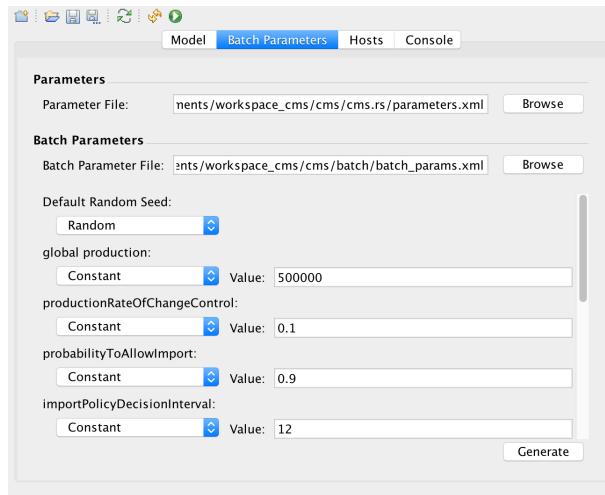 Model Batch Parameters Hosts Console
Parameters
Parameter File: ments/workspace_cms/cms/cms.rs/parameters.xml Browse
Batch Parameters
Batch Parameter File: ents/workspace_cms/cms/batch/batch_params.xml Browse
Default Random Seed:
Random
global production:
Constant Value: 500000
productionRateOfChangeControl:
Constant Value: 0.1
probabilityToAllowImport:
Constant Value: 0.9
importPolicyDecisionInterval:
Constant Value: 12
Generate